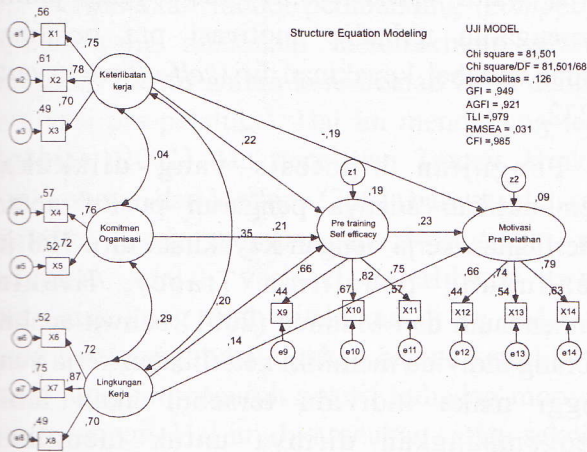 Structure Equation Modeling
UJI MODEL
Chi square = 81,501
Chi square/DF = 81,501/68
probabolitas = ,126
GFI = ,949
AGFI = ,921
TLI = ,979
RMSEA = ,031
CFI = ,985
,56
e1 X1 ,75
,61
e2 X2 ,78
,49
e3 X3 ,70
Keterlibatan
kerja
,04
,22
-,19
,57
e4 X4 ,76
,52
e5 X5 ,72
Komitmen
Organisasi
,21
,35
,20
,29
,14
,52
e6 X6 ,72
,75
e7 X7 ,87
,49
e8 X8 ,70
Lingkungan
Kerja
z1
,19
Pre training
Self eficacy
,23
z2
,09
Motivasi
Pra Pelatihan
,66 ,82 ,75
,44 ,67 ,57
X9 X10 X11
e9 e10 e11
,66 ,74 ,79
,44 ,54 ,63
X12 X13 X14
e12 e13 e14